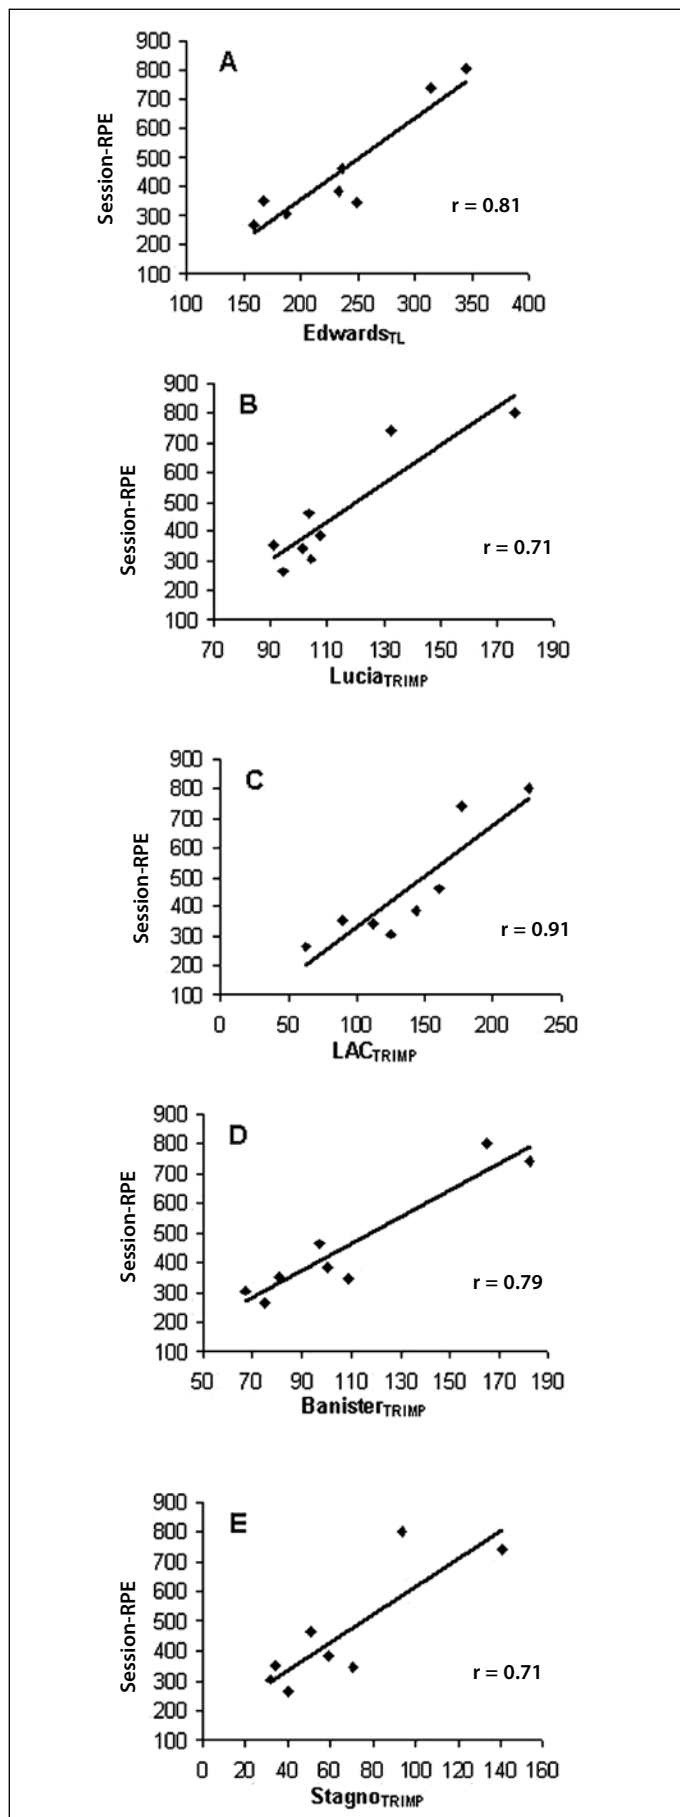 900
800
700
600
500
400
300
200
100
Session-RPE
A
r = 0.81
100 150 200 250 300 350 400
Edwards_TL
900
800
700
600
500
400
300
200
100
Session-RPE
B
r = 0.71
70 90 110 130 150 170 190
Lucia_TRIMP
900
800
700
600
500
400
300
200
100
Session-RPE
C
r = 0.91
0 50 100 150 200 250
LAC_TRIMP
900
800
700
600
500
400
300
200
100
Session-RPE
D
r = 0.79
50 70 90 110 130 150 170 190
Banister_TRIMP
900
800
700
600
500
400
300
200
100
Session-RPE
E
r = 0.71
0 20 40 60 80 100 120 140 160
Stagno_TRIMP